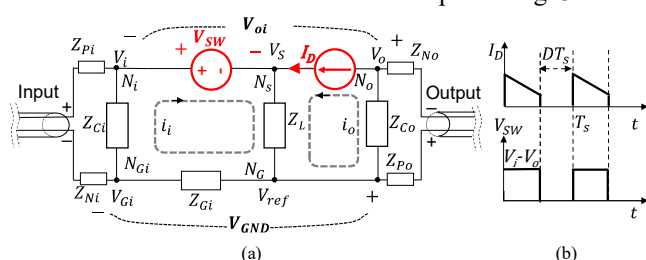 V_oi
Z_Pi − V_i + V_SW − V_S I_D V_o + Z_No
N_i N_s N_o
Input Output
+ − + −
Z_Ci i_i Z_L i_o Z_Co
− +
N_Gi N_G
Z_Ni V_Gi Z_Gi V_ref + Z_Po
− V_GND
(a)
I_D DT_s
T_s t
V_SW
V_i-V_o
t
(b)